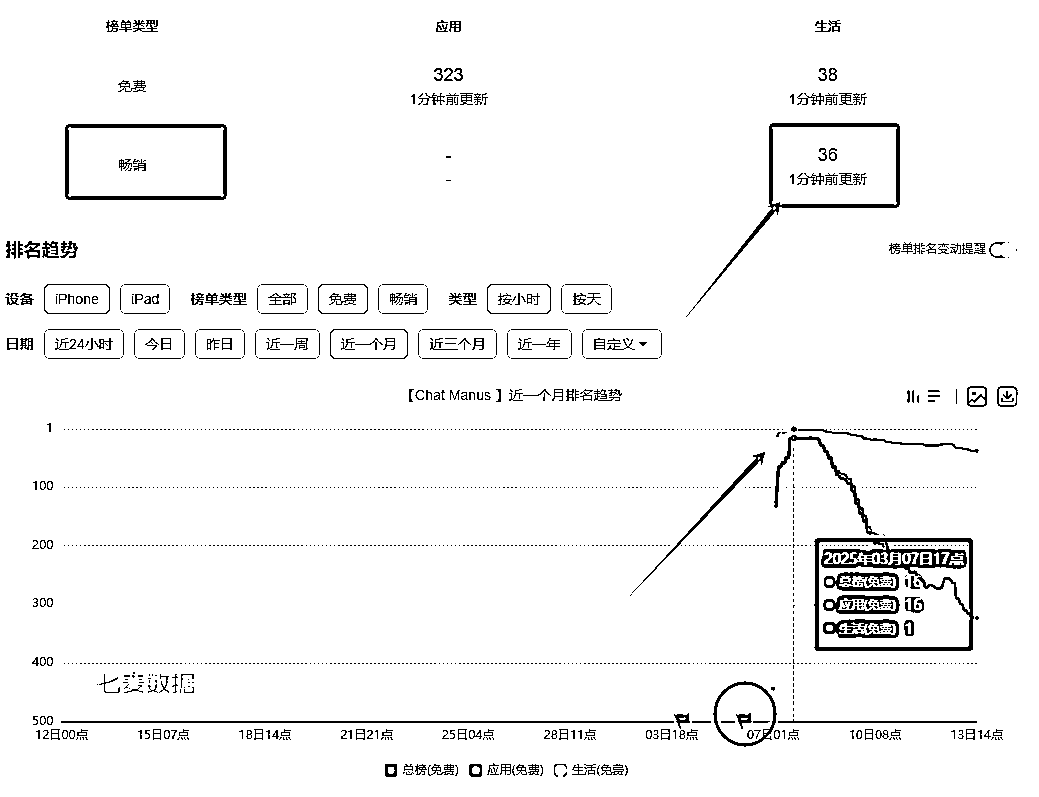 榜单类型 应用 生活
免费 323 38
1分钟前更新 1分钟前更新
畅销 - 36
- 1分钟前更新
排名趋势 榜单排名变动提醒
设备 iPhone iPad 榜单类型 全部 免费 畅销 类型 按小时 按天
日期 近24小时 今日 昨日 近一周 近一个月 近三个月 近一年 自定义
【Chat Manus 】近一个月排名趋势
1
100
200
2025年03月07日17点
总榜(免费) 16
应用(免费) 16
生活(免费) 1
300
400
七麦数据
500
12日00点 15日07点 18日14点 21日21点 25日04点 28日11点 03日18点 07日01点 10日08点 13日14点
总榜(免费) 应用(免费) 生活(免费)